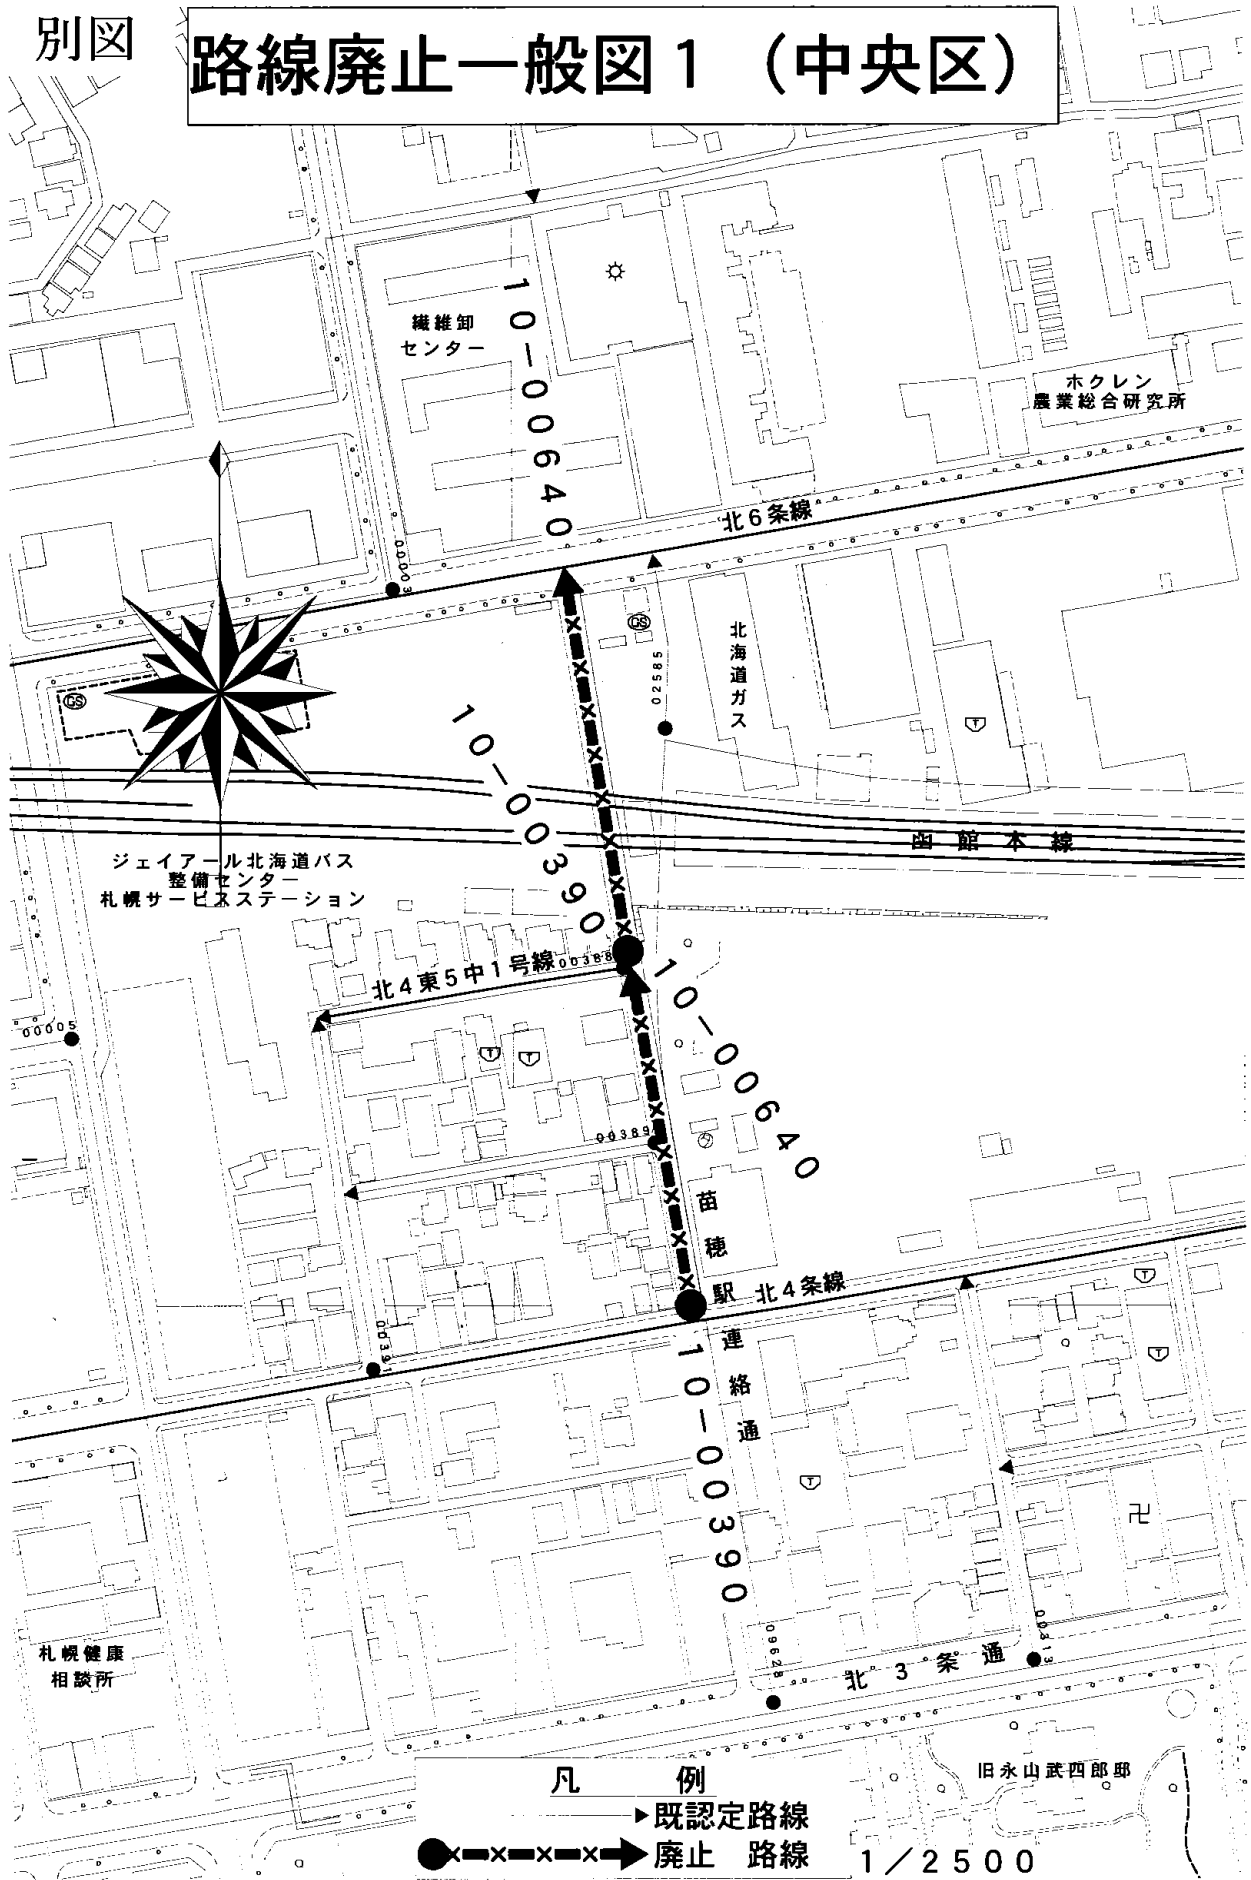 別図
路線廃止一般図1（中央区）
10-00640
繊維卸
センター
ホクレン
農業総合研究所
北6条線
00003
GS
02585
北海道ガス
GS
10-00390
函館本線
ジェイアール北海道バス
整備センター
札幌サービスステーション
北4東5中1号線
00388
10-00640
00005
00389
苗穂駅連絡通
北4条線
00391
10-00390
札幌健康
相談所
09628
00313
北3条通
旧永山武四郎邸
凡例
既認定路線
廃止 路線
1／2500